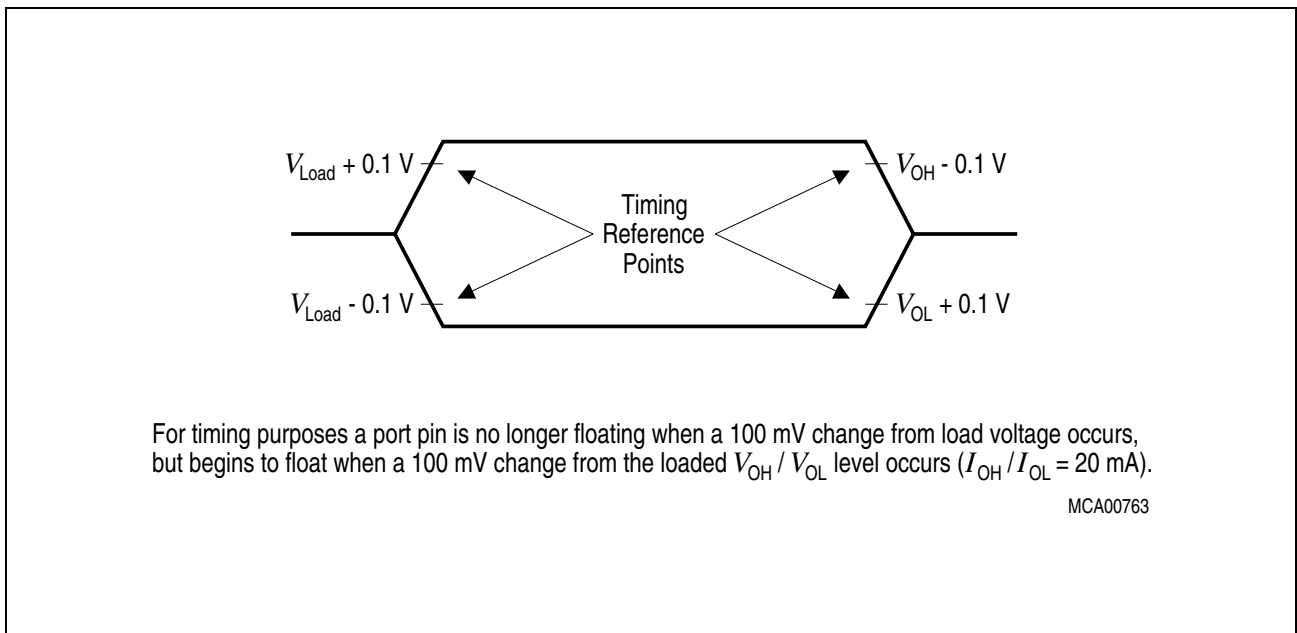 V_Load + 0.1 V
V_OH - 0.1 V
Timing
Reference
Points
V_Load - 0.1 V
V_OL + 0.1 V
For timing purposes a port pin is no longer floating when a 100 mV change from load voltage occurs,
but begins to float when a 100 mV change from the loaded V_OH / V_OL level occurs (I_OH / I_OL = 20 mA).
MCA00763